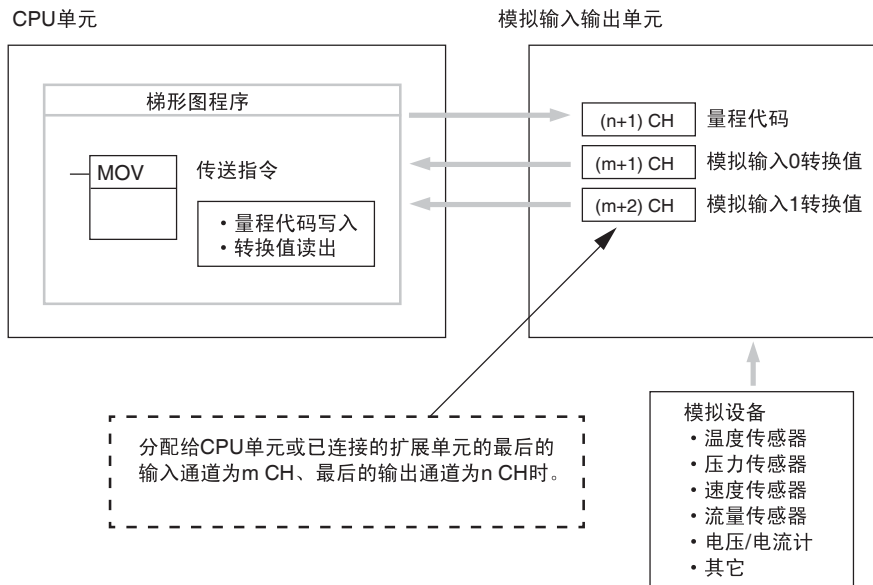 CPU单元
模拟输入输出单元
梯形图程序
MOV
传送指令
・量程代码写入
・转换值读出
(n+1) CH
量程代码
(m+1) CH
模拟输入0转换值
(m+2) CH
模拟输入1转换值
分配给CPU单元或已连接的扩展单元的最后的
输入通道为m CH、最后的输出通道为n CH时。
模拟设备
・温度传感器
・压力传感器
・速度传感器
・流量传感器
・电压/电流计
・其它